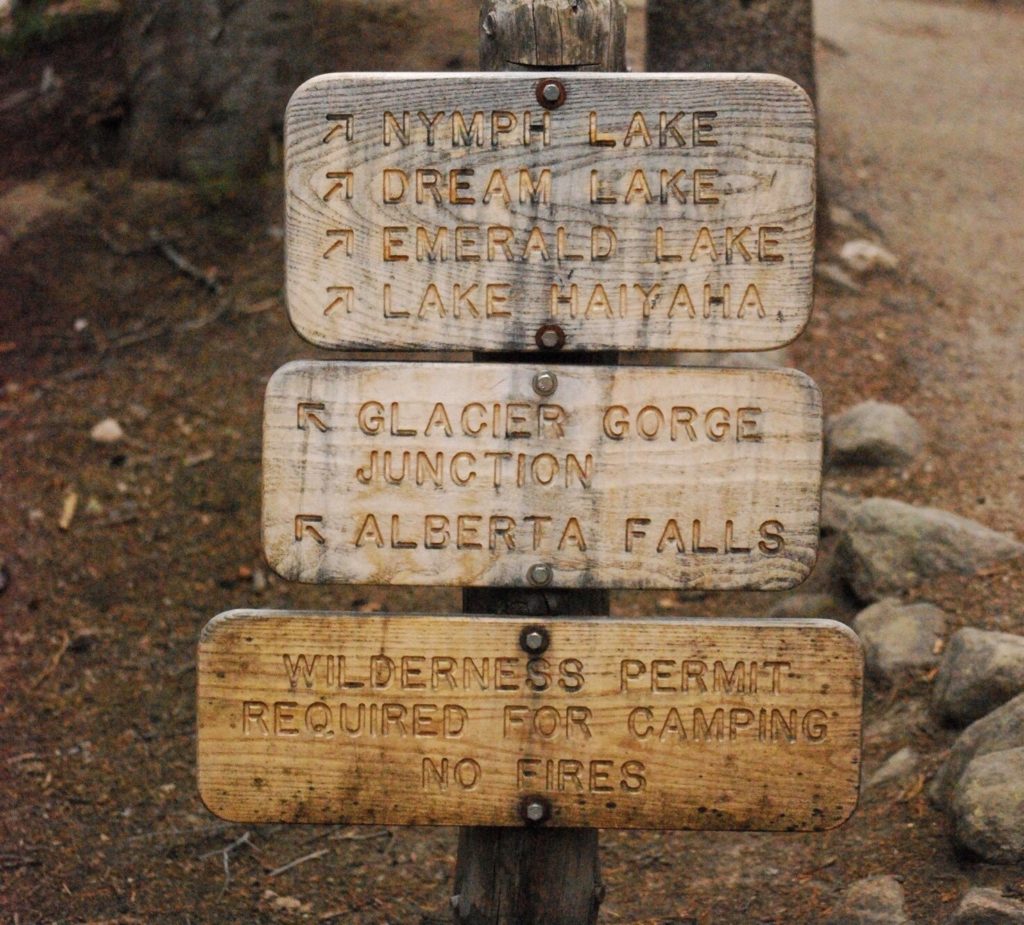 ↗ NYMPH LAKE
↗ DREAM LAKE
↗ EMERALD LAKE
↗ LAKE HAIYAHA
↖ GLACIER GORGE
JUNCTION
↖ ALBERTA FALLS
WILDERNESS PERMIT
REQUIRED FOR CAMPING
NO FIRES